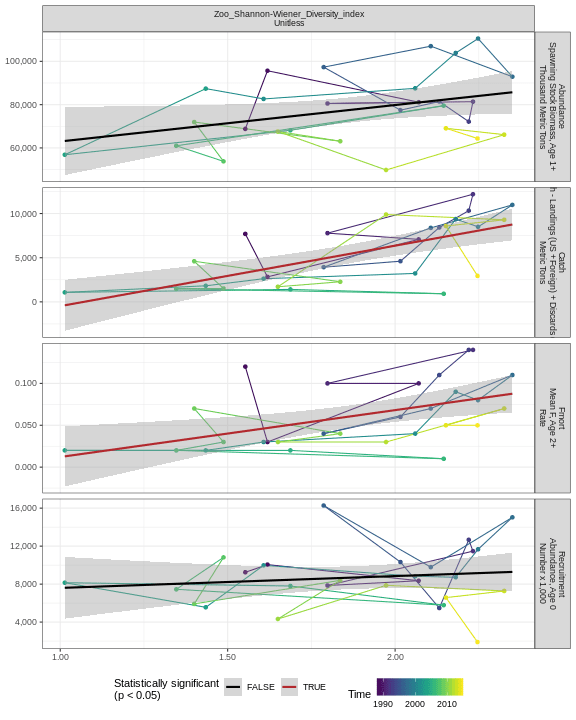 Zoo_Shannon-Wiener_Diversity_index
Unitless
100,000
80,000
60,000
Abundance
Spawning Stock Biomass, Age 1+
Thousand Metric Tons
10,000
5,000
0
Catch
h - Landings (US +Foreign) + Discards
Metric Tons
0.100
0.050
0.000
Fmort
Mean F, Age 2+
Rate
16,000
12,000
8,000
4,000
Recruitment
Abundance, Age 0
Number x 1,000
1.00
1.50
2.00
Statistically significant
(p < 0.05)
FALSE
TRUE
Time
1990
2000
2010